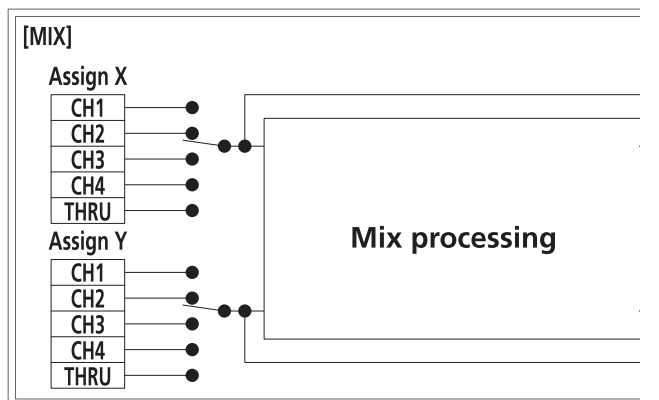 [MIX]
Assign X
CH1
CH2
CH3
CH4
THRU
Assign Y
CH1
CH2
CH3
CH4
THRU
Mix processing